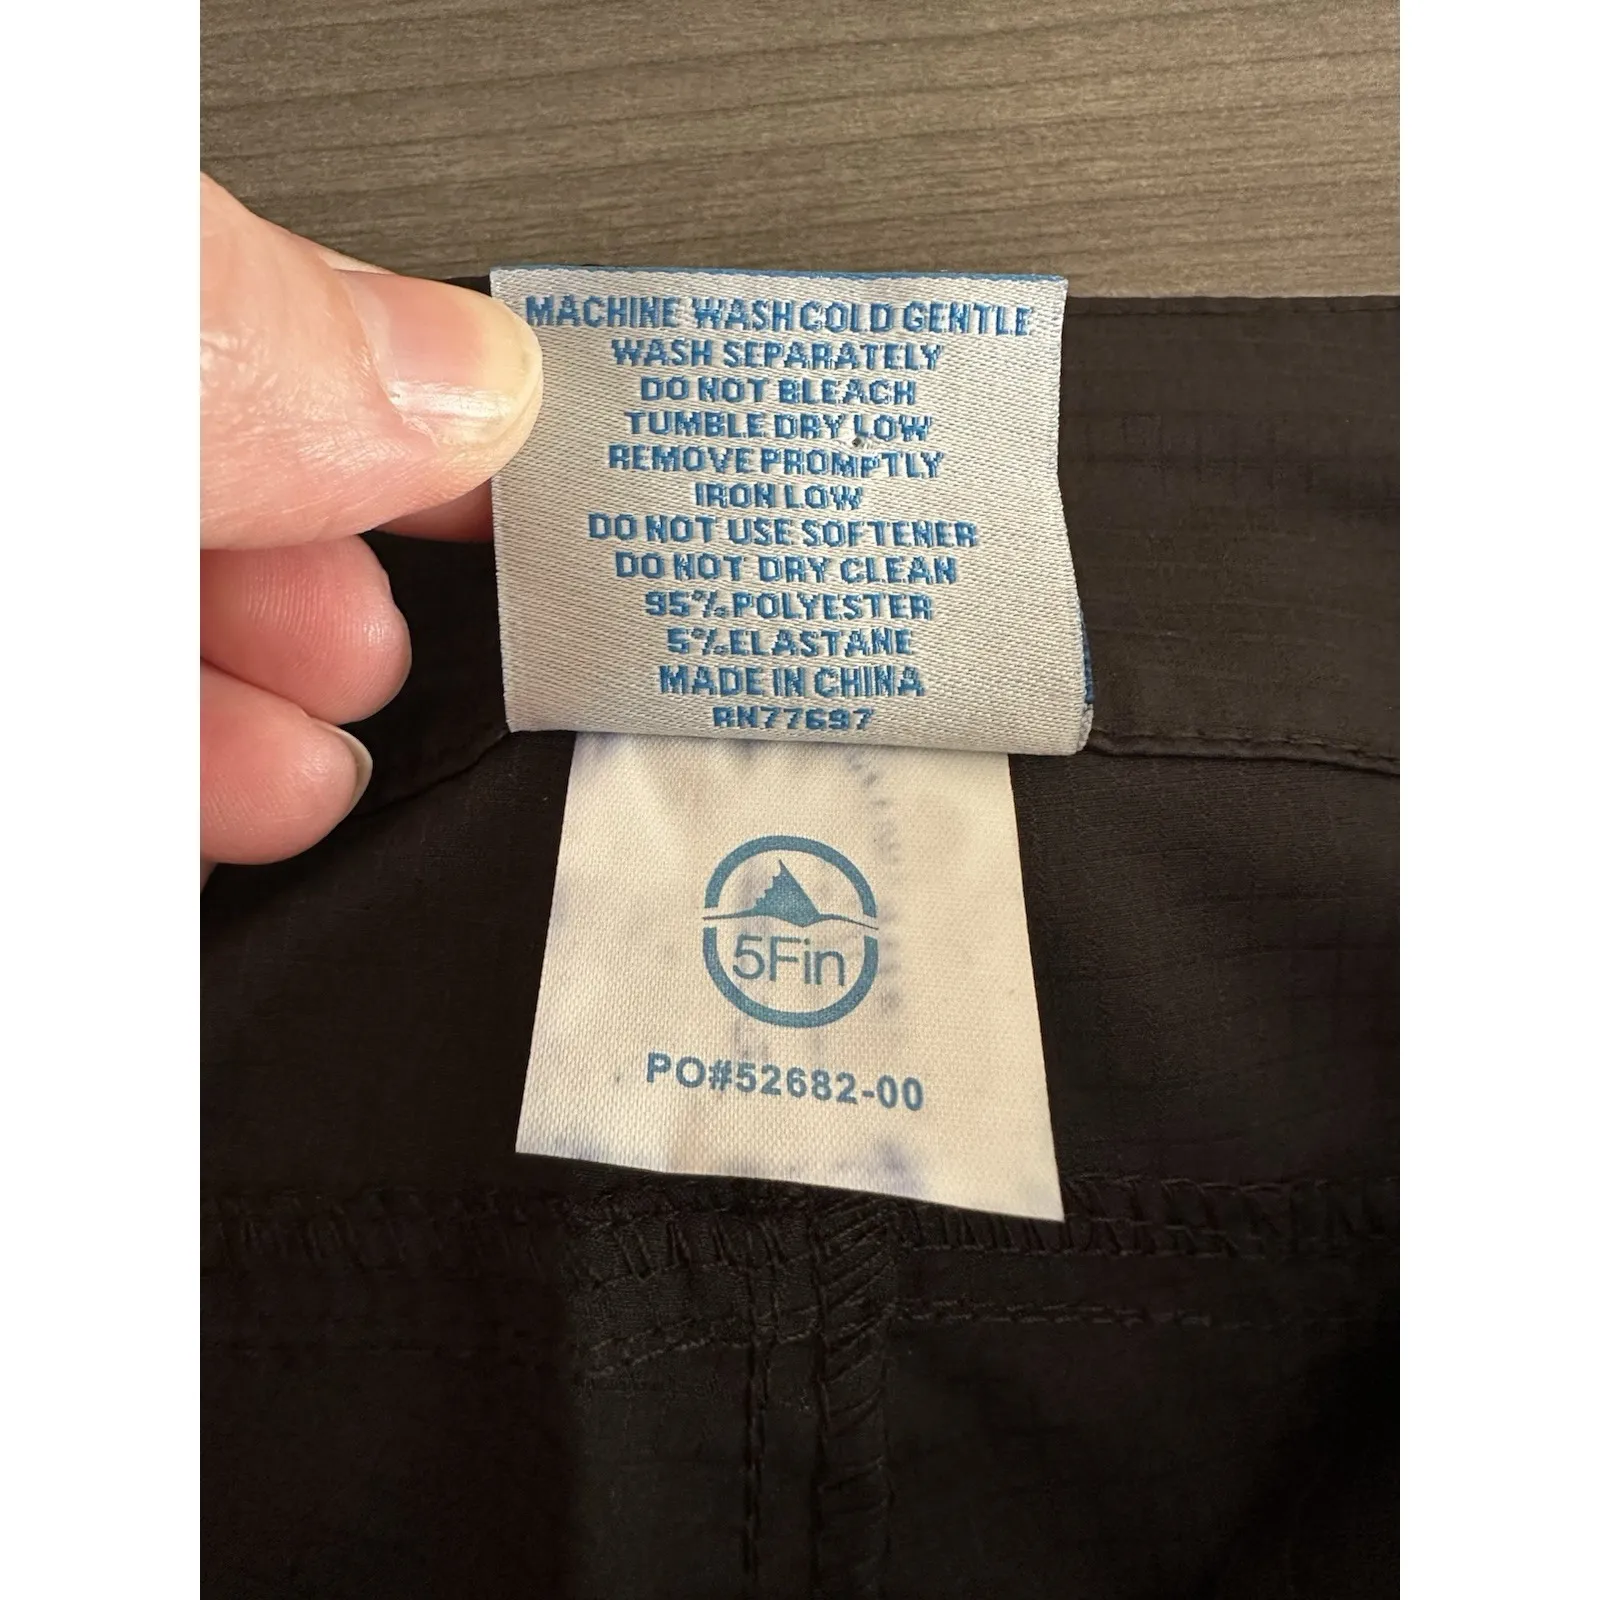 MACHINE WASH COLD GENTLE
WASH SEPARATELY
DO NOT BLEACH
TUMBLE DRY LOW
REMOVE PROMPTLY
IRON LOW
DO NOT USE SOFTENER
DO NOT DRY CLEAN
95% POLYESTER
5% ELASTANE
MADE IN CHINA
RN77697
5Fin
PO#52682-00